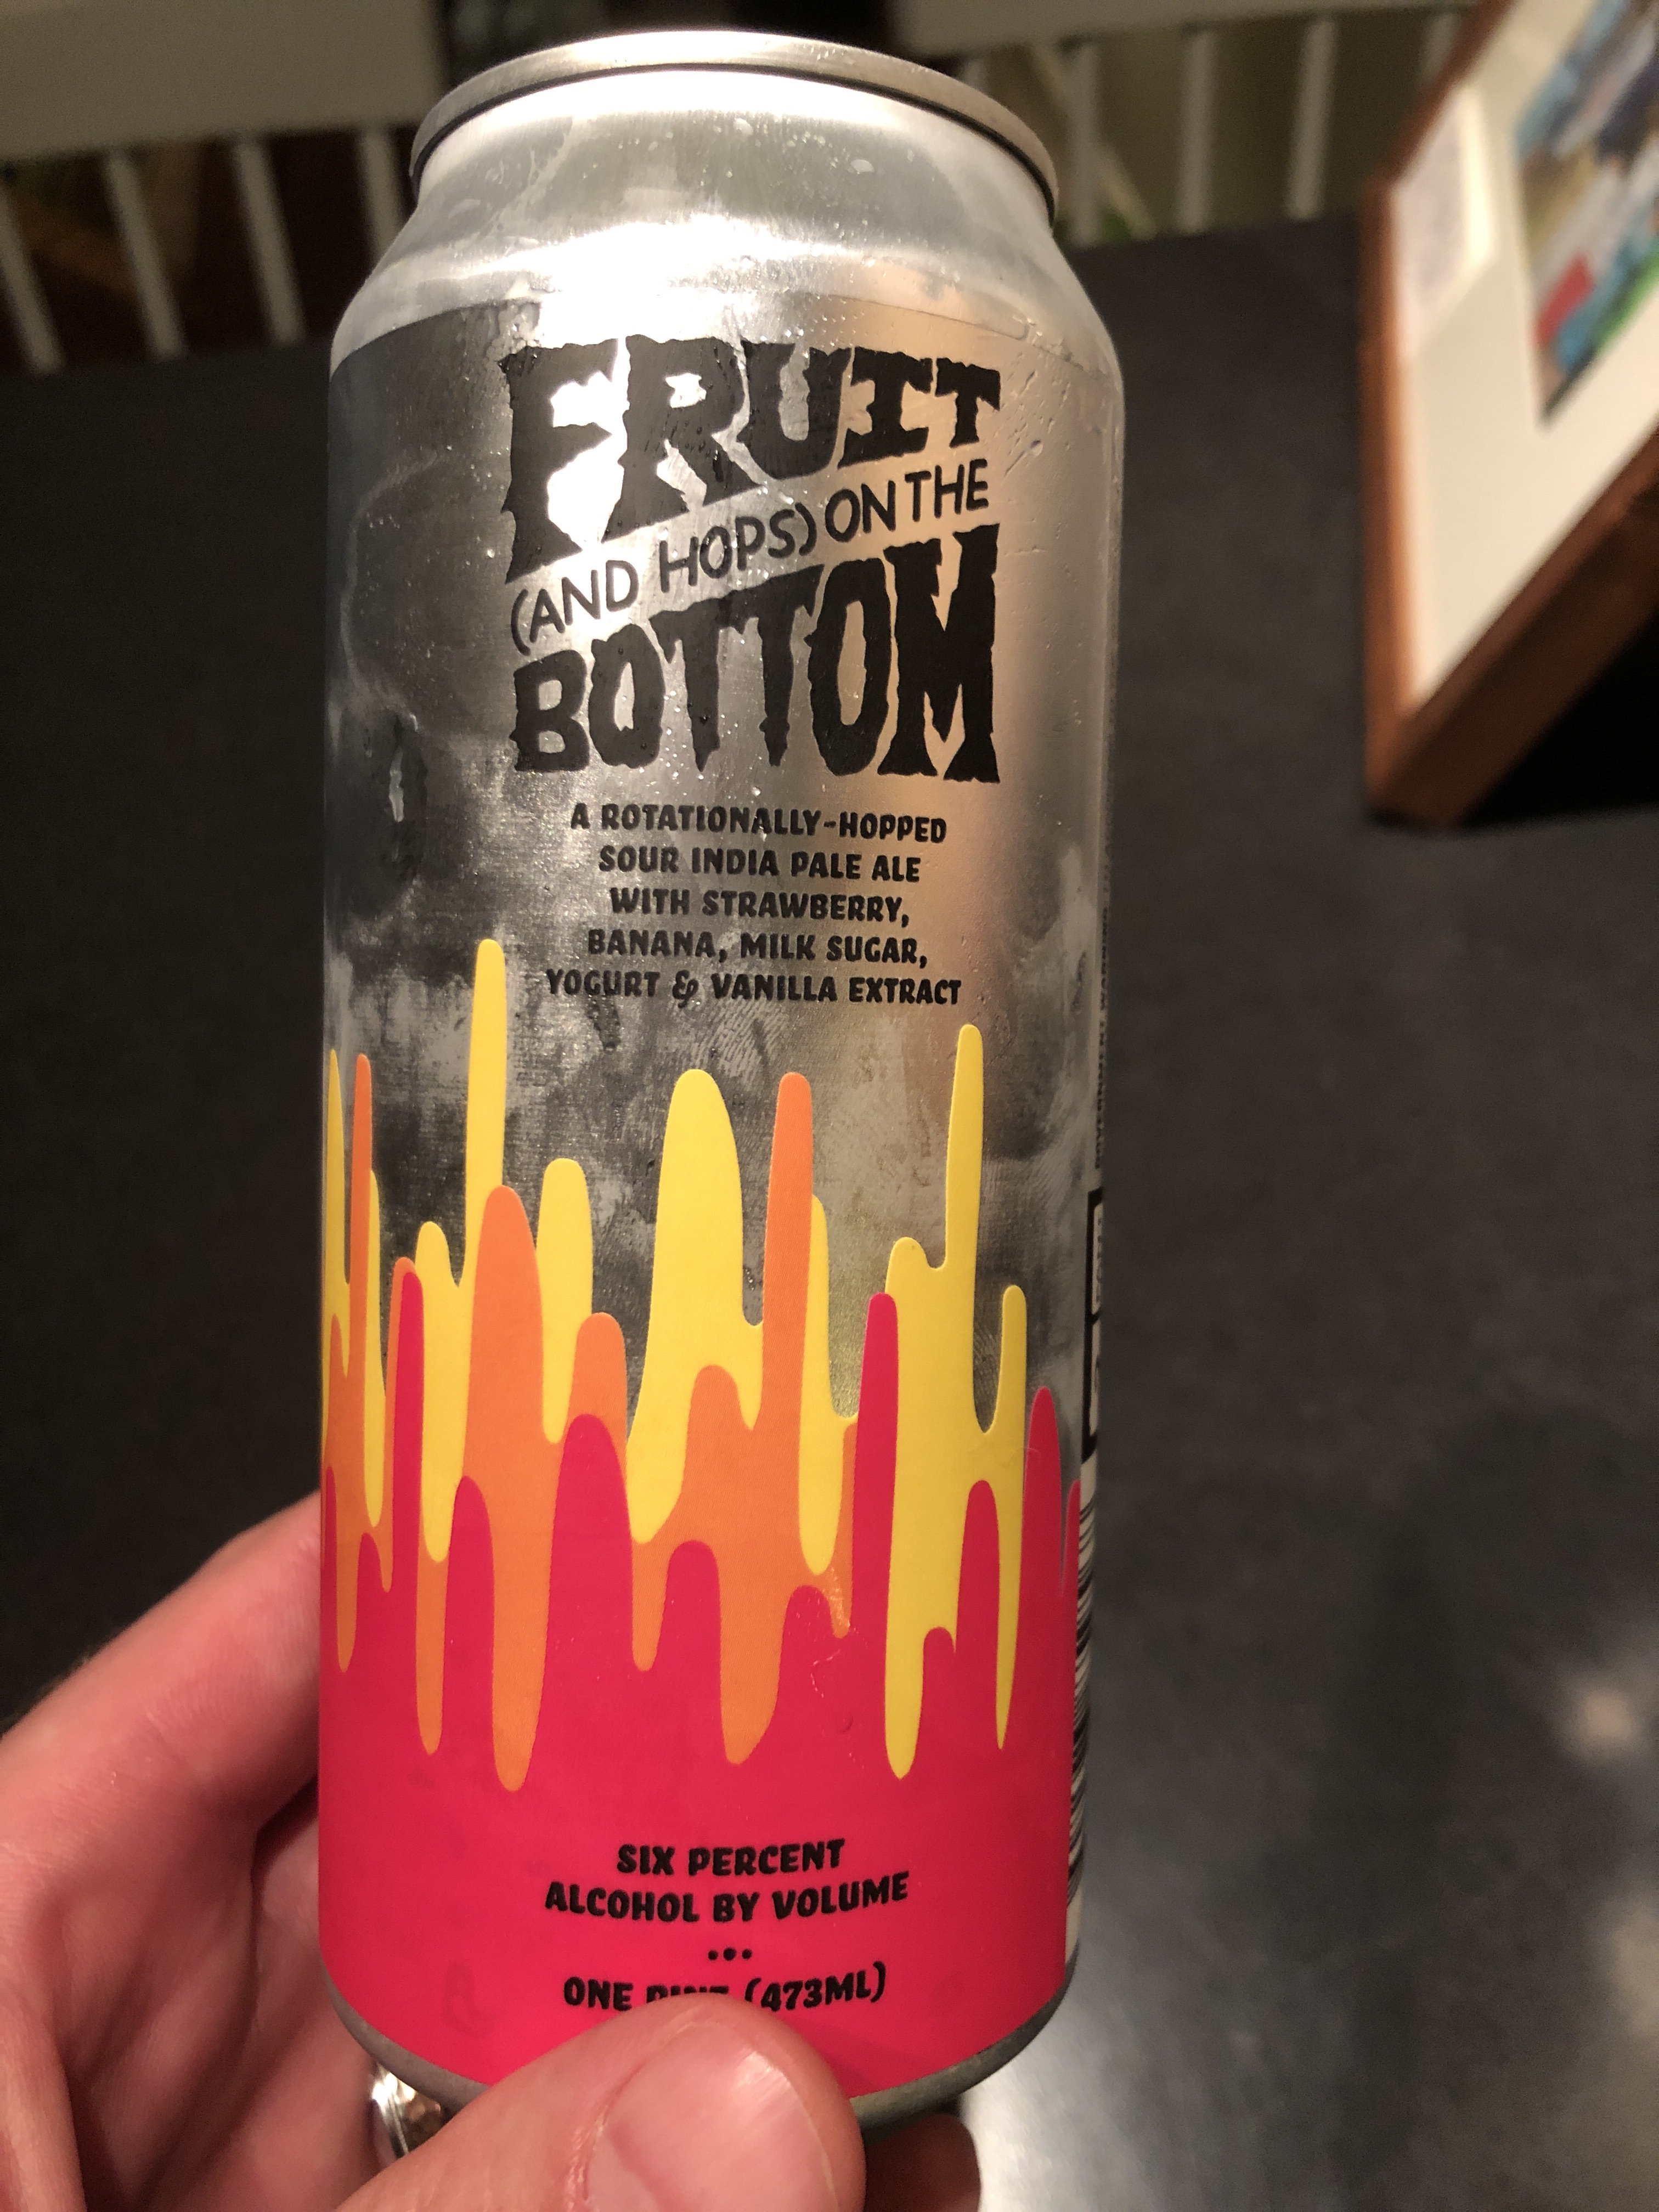 FRUIT
(AND HOPS) ON THE
BOTTOM
A ROTATIONALLY-HOPPED
SOUR INDIA PALE ALE
WITH STRAWBERRY,
BANANA, MILK SUGAR,
YOGURT & VANILLA EXTRACT
SIX PERCENT
ALCOHOL BY VOLUME
...
ONE PINT (473ML)